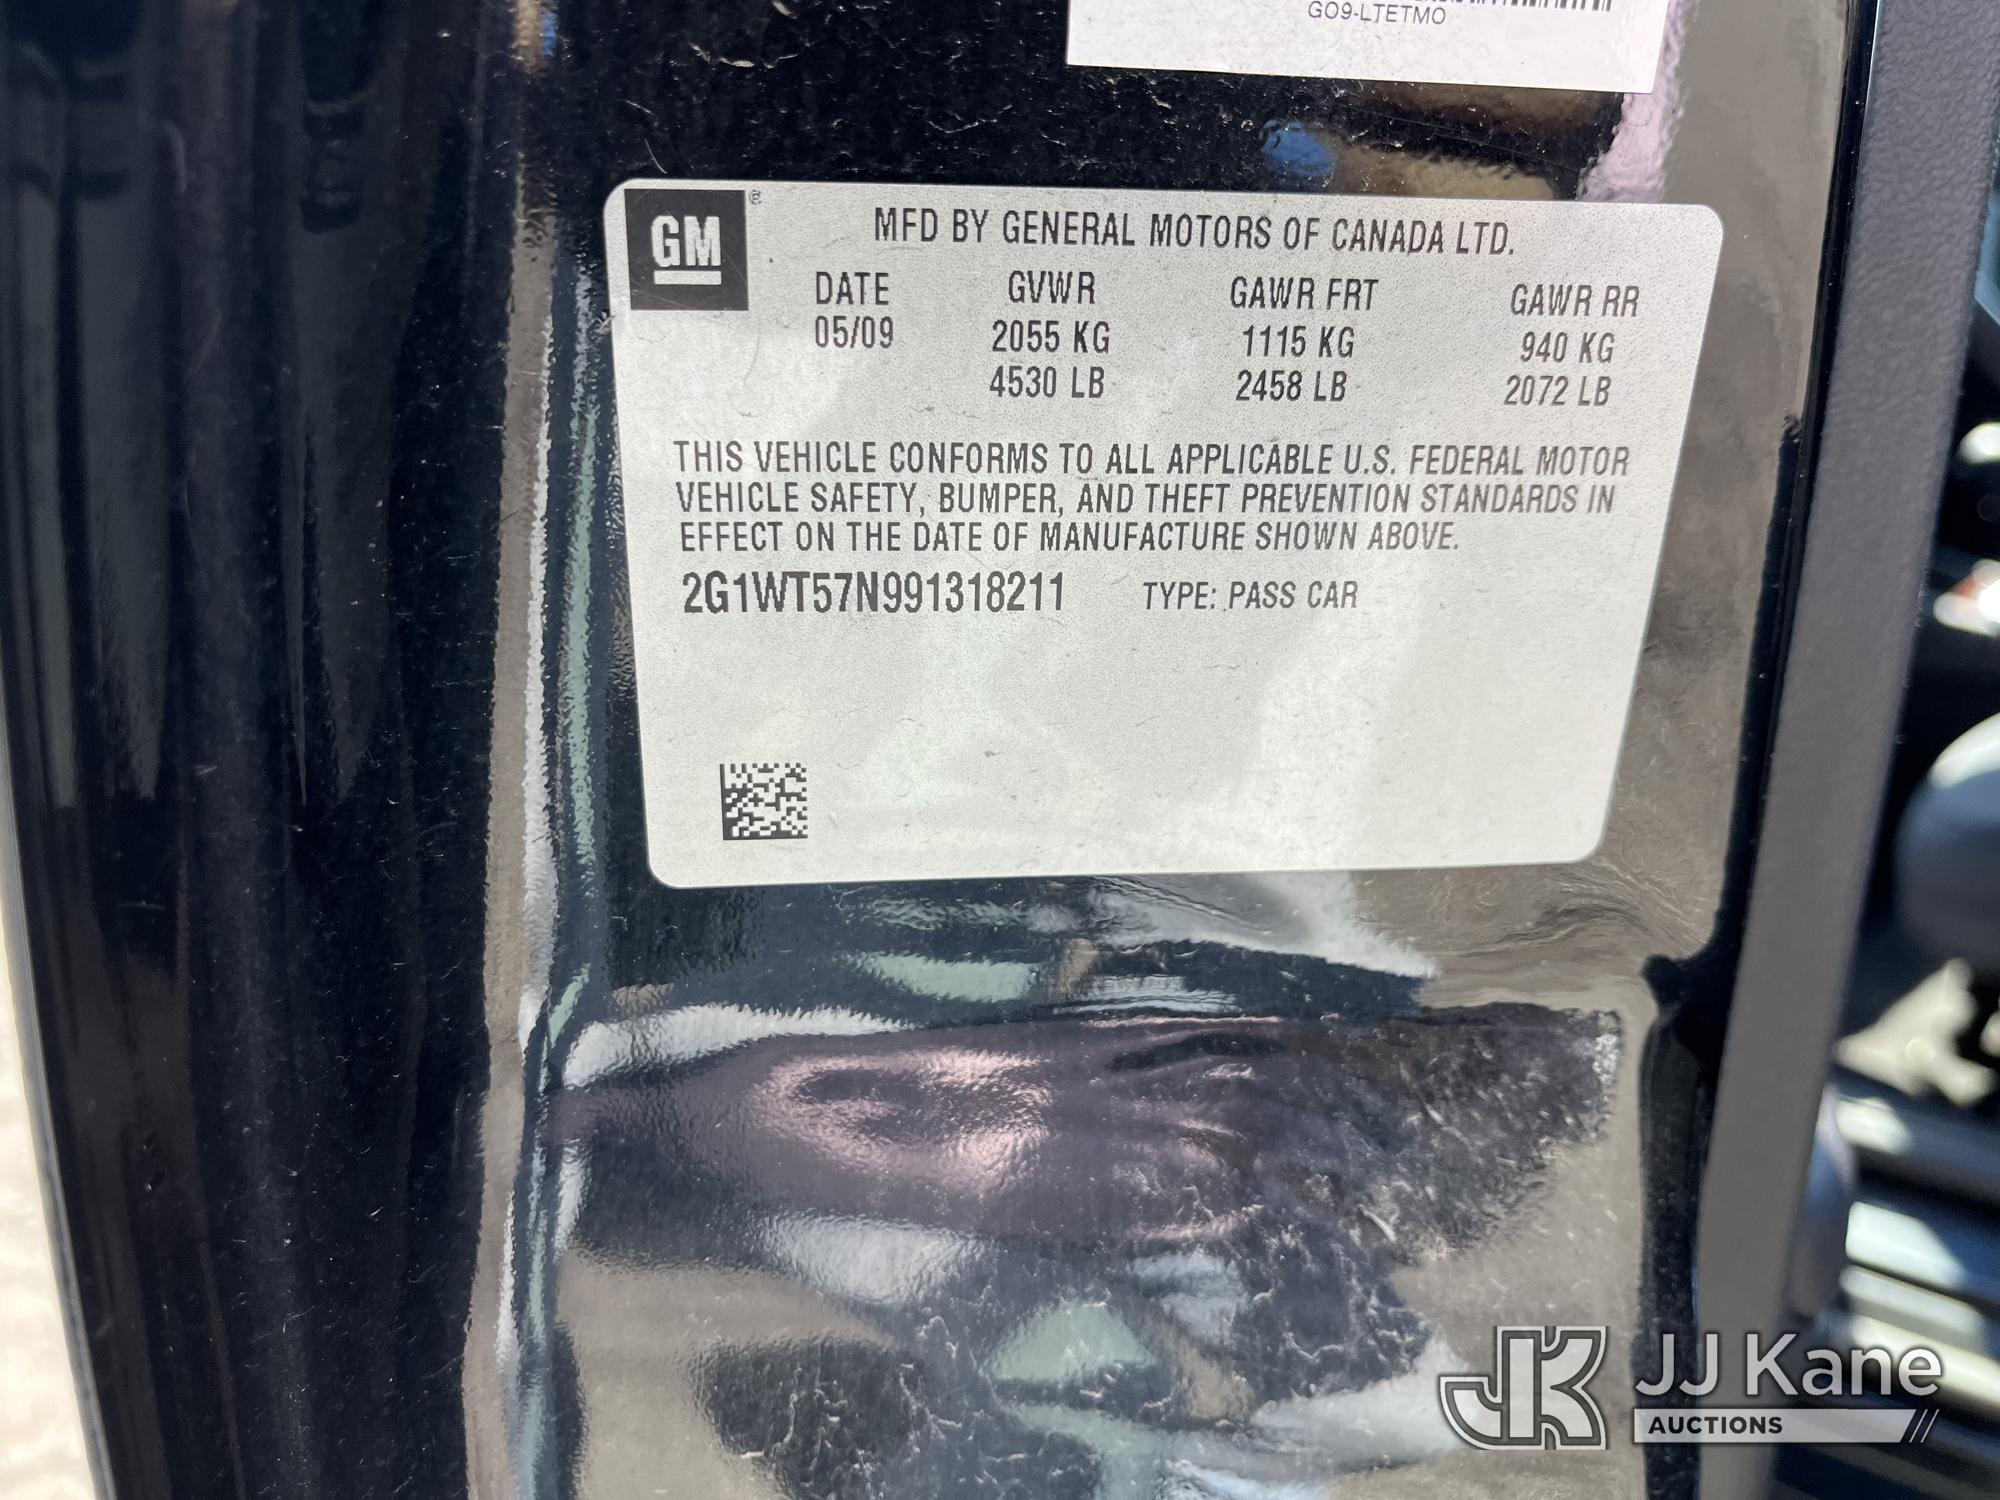 GO9-LTETMO
GM ®
MFD BY GENERAL MOTORS OF CANADA LTD.
DATE GVWR GAWR FRT GAWR RR
05/09 2055 KG 1115 KG 940 KG
4530 LB 2458 LB 2072 LB
THIS VEHICLE CONFORMS TO ALL APPLICABLE U.S. FEDERAL MOTOR
VEHICLE SAFETY, BUMPER, AND THEFT PREVENTION STANDARDS IN
EFFECT ON THE DATE OF MANUFACTURE SHOWN ABOVE.
2G1WT57N991318211 TYPE: PASS CAR
JK JJ Kane
AUCTIONS